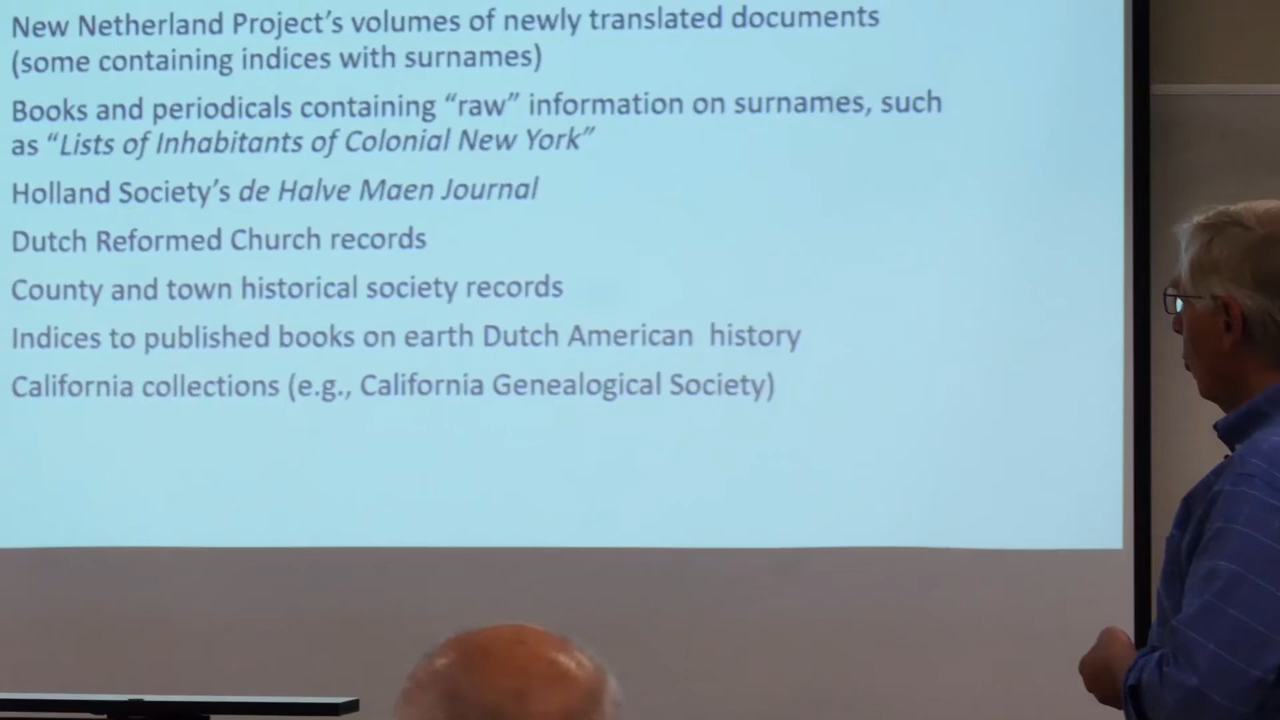 New Netherland Project's volumes of newly translated documents
(some containing indices with surnames)
Books and periodicals containing “raw” information on surnames, such
as “Lists of Inhabitants of Colonial New York”
Holland Society's de Halve Maen Journal
Dutch Reformed Church records
County and town historical society records
Indices to published books on earth Dutch American history
California collections (e.g., California Genealogical Society)